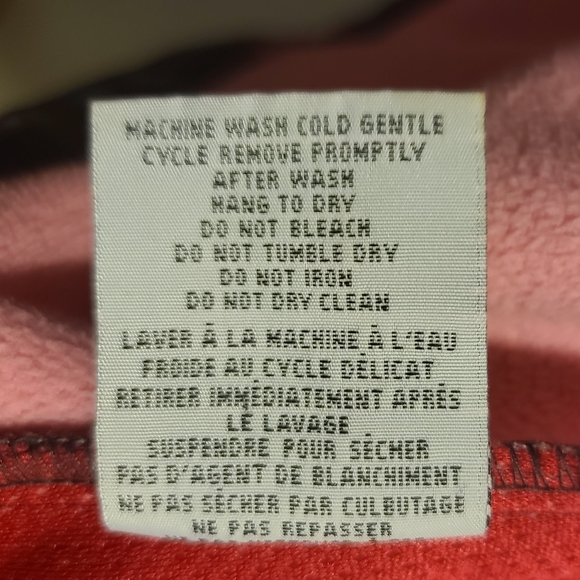 MACHINE WASH COLD GENTLE
CYCLE REMOVE PROMPTLY
AFTER WASH
HANG TO DRY
DO NOT BLEACH
DO NOT TUMBLE DRY
DO NOT IRON
DO NOT DRY CLEAN
LAVER À LA MACHINE À L'EAU
FROIDE AU CYCLE DÉLICAT
RETIRER IMMÉDIATEMENT APRÈS
LE LAVAGE
SUSPENDRE POUR SÉCHER
PAS D'AGENT DE BLANCHIMENT
NE PAS SÉCHER PAR CULBUTAGE
NE PAS REPASSER